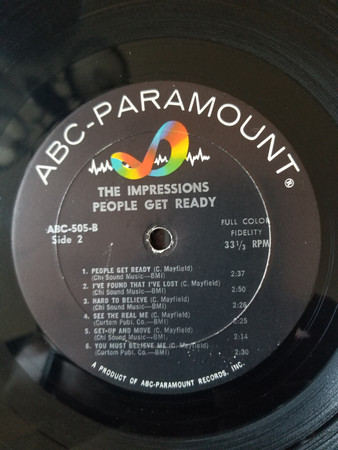 ABC-PARAMOUNT®
THE IMPRESSIONS
PEOPLE GET READY
ABC-505-B
Side 2
FULL COLOR
FIDELITY
33⅓ RPM
1. PEOPLE GET READY (C. Mayfield)
(Chi Sound Music—BMI) 2:37
2. I'VE FOUND THAT I'VE LOST (C. Mayfield)
(Chi Sound Music—BMI) 2:50
3. HARD TO BELIEVE (C. Mayfield)
(Chi Sound Music—BMI) 2:26
4. SEE THE REAL ME (C. Mayfield)
(Curtom Publ. Co.—BMI) 2:25
5. GET-UP AND MOVE (C. Mayfield)
(Chi Sound Music—BMI) 2:14
6. YOU MUST BELIEVE ME (C. Mayfield)
(Curtom Publ. Co.—BMI) 2:30
A PRODUCT OF ABC-PARAMOUNT RECORDS, INC.